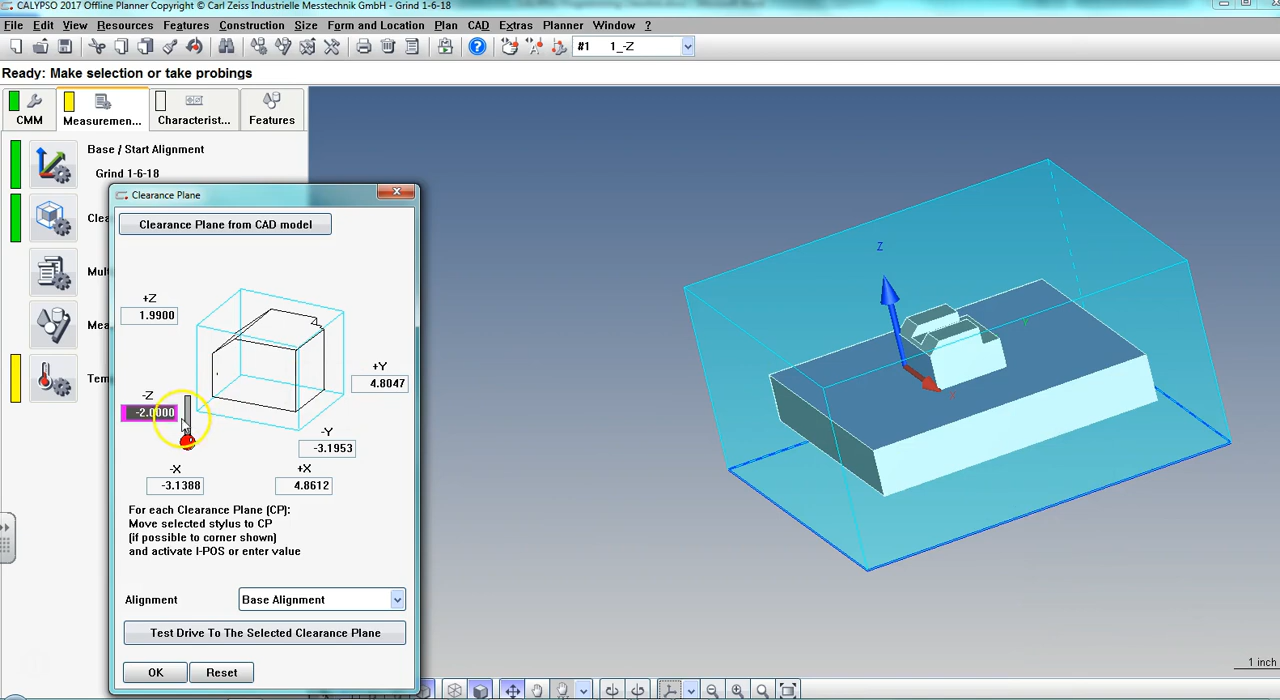 CALYPSO 2017 Offline Planner Copyright © Carl Zeiss Industrielle Messtechnik GmbH - Grind 1-6-18
File Edit View Resources Features Construction Size Form and Location Plan CAD Extras Planner Window ?
#1 1_-Z
Ready: Make selection or take probings
CMM Measuremen... Characterist... Features
Base / Start Alignment
Grind 1-6-18
Clea
Mult
Mea
Tem
Clearance Plane
Clearance Plane from CAD model
+Z
1.9900
+Y
4.8047
-Z
-2.0000
-Y
-3.1953
-X
-3.1388
+X
4.8612
For each Clearance Plane (CP):
Move selected stylus to CP
(if possible to corner shown)
and activate I-POS or enter value
Alignment Base Alignment
Test Drive To The Selected Clearance Plane
OK Reset
Z
Y
X
1 inch